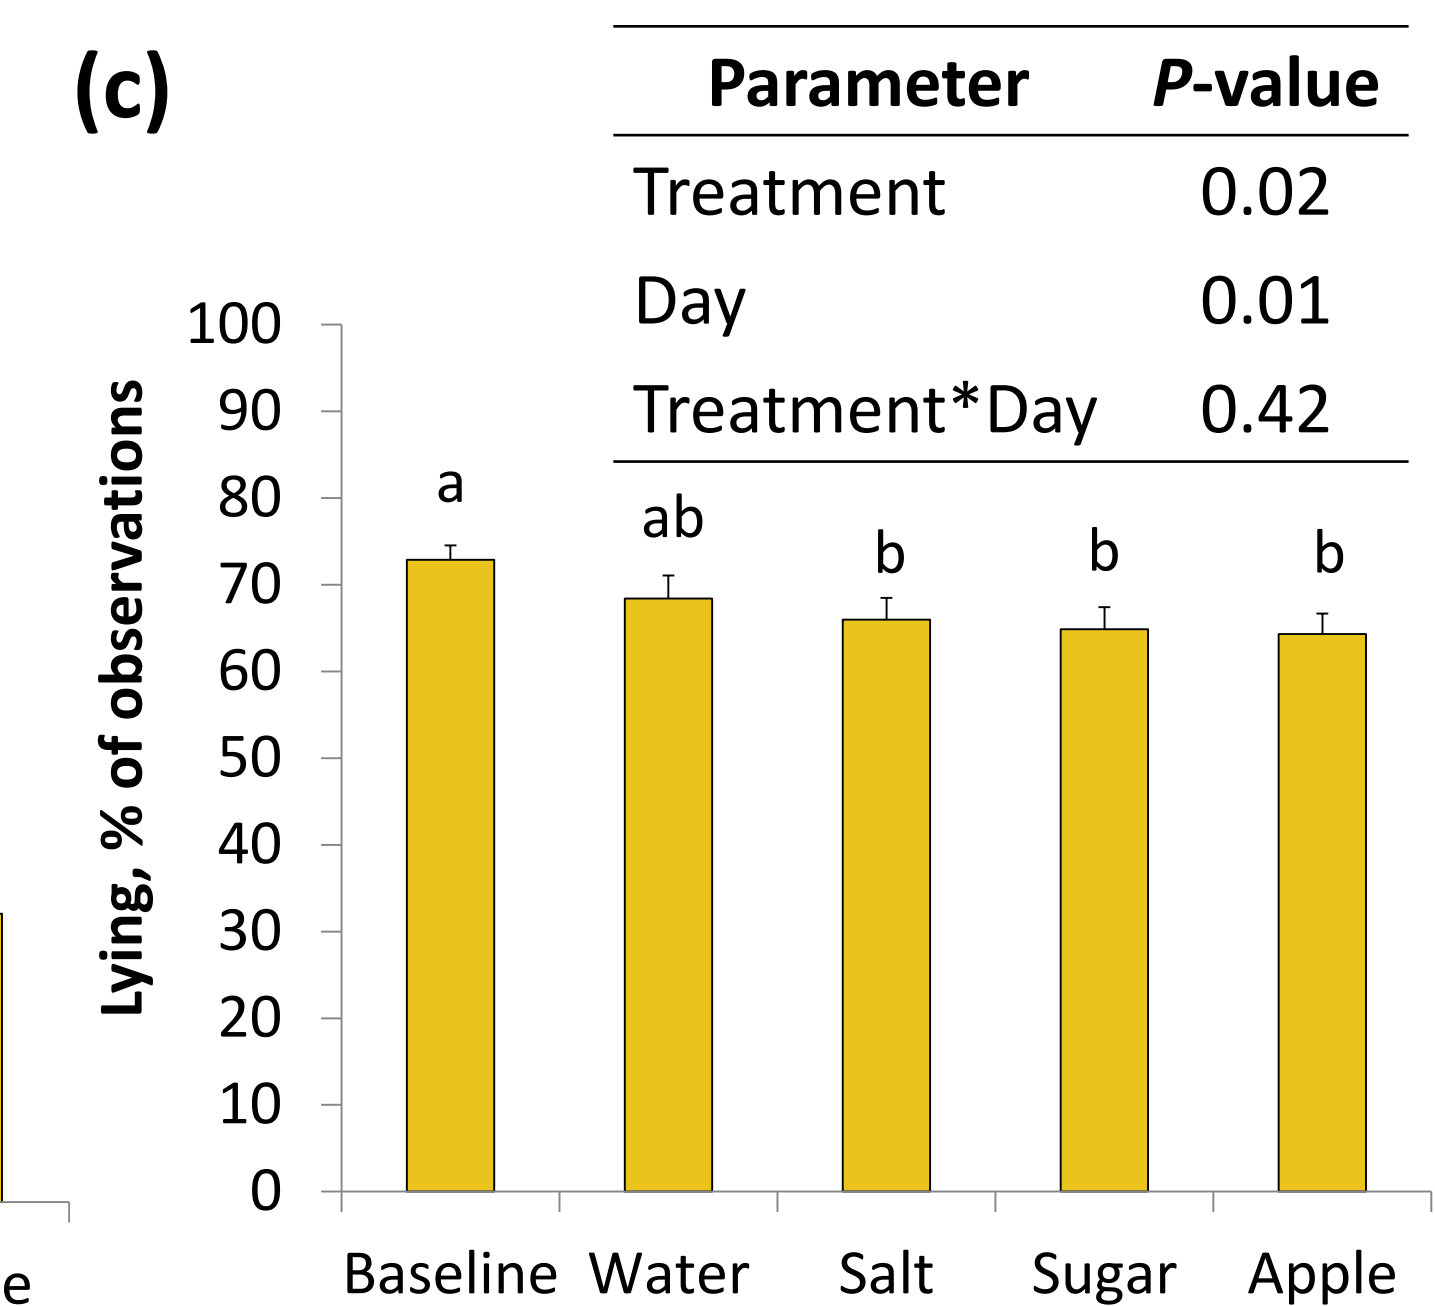 (c)
Parameter P-value
Treatment 0.02
Day 0.01
Treatment*Day 0.42
Lying, % of observations
100
90
80
70
60
50
40
30
20
10
0
a
ab
b
b
b
Baseline Water Salt Sugar Apple
e